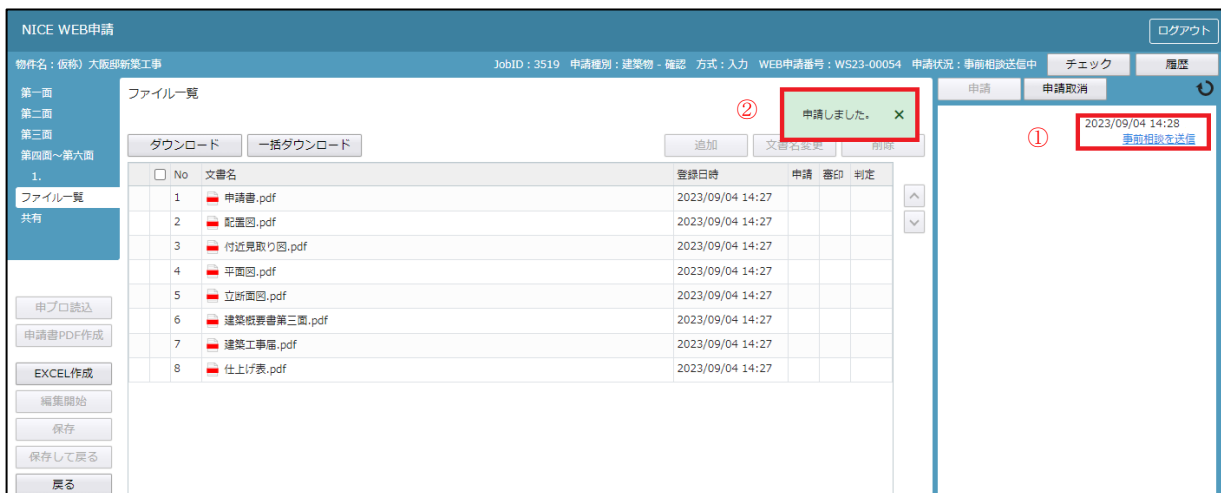 NICE WEB申請
ログアウト
物件名：仮称）大阪邸新築工事
JobID：3519 申請種別：建築物 - 確認 方式：入力 WEB申請番号：WS23-00054 申請状況：事前相談送信中
チェック
履歴
第一面
第二面
第三面
第四面～第六面
1.
ファイル一覧
共有
申プロ読込
申請書PDF作成
EXCEL作成
編集開始
保存
保存して戻る
戻る
ファイル一覧
②
申請しました。 ×
ダウンロード
一括ダウンロード
追加
文書名変更
削除
No 文書名 登録日時 申請 審印 判定
1 申請書.pdf 2023/09/04 14:27
2 配置図.pdf 2023/09/04 14:27
3 付近見取り図.pdf 2023/09/04 14:27
4 平面図.pdf 2023/09/04 14:27
5 立断面図.pdf 2023/09/04 14:27
6 建築概要書第三面.pdf 2023/09/04 14:27
7 建築工事届.pdf 2023/09/04 14:27
8 仕上げ表.pdf 2023/09/04 14:27
申請
申請取消
①
2023/09/04 14:28
事前相談を送信